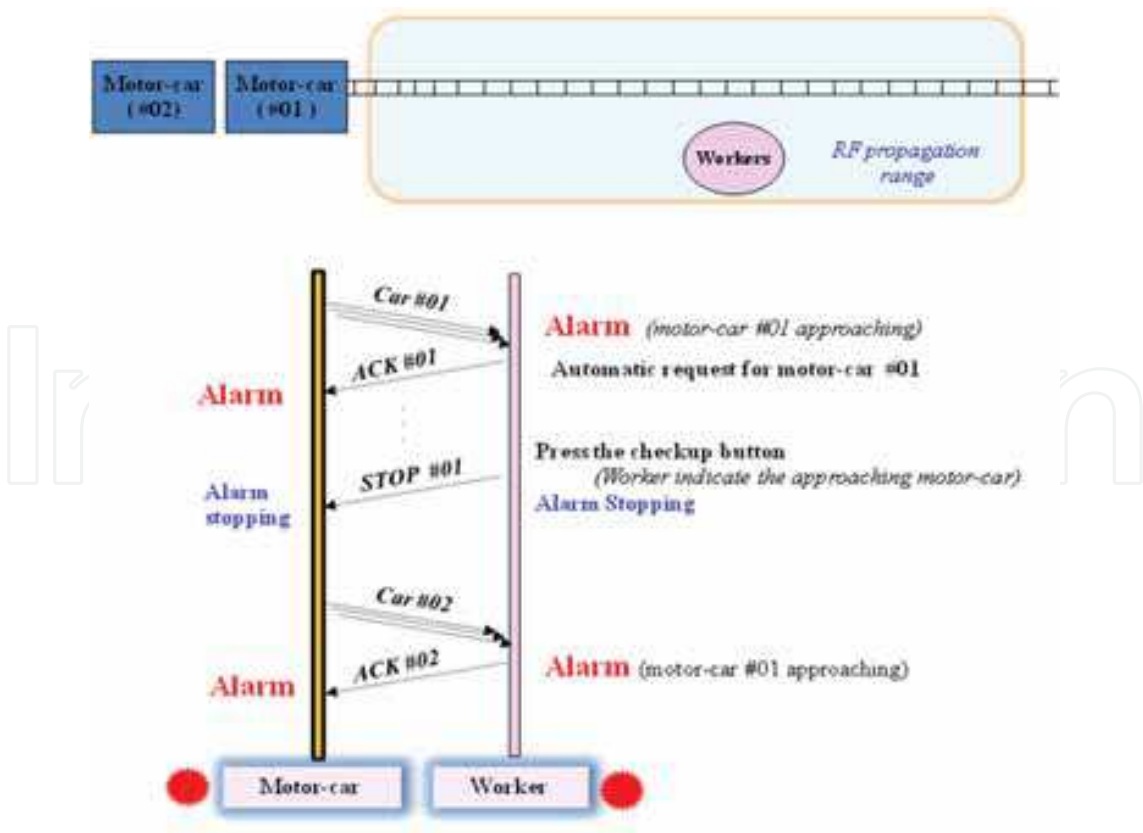 Motor-car
(#02)
Motor-car
(#01)
Workers
RF propagation
range
Car #01
Alarm (motor-car #01 approaching)
ACK #01
Automatic request for motor-car #01
Alarm
Press the checkup button
(Worker indicate the approaching motor-car)
STOP #01
Alarm
stopping
Alarm Stopping
Car #02
ACK #02
Alarm (motor-car #01 approaching)
Alarm
Motor-car
Worker